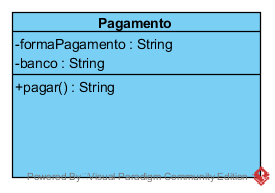 Pagamento
-formaPagamento : String
-banco : String
+pagar() : String
Powered By Visual Paradigm Community Edition